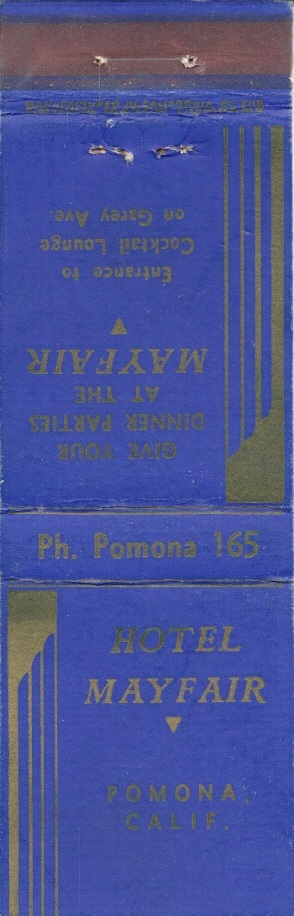 HOTEL
MAYFAIR
POMONA,
CALIF.
Ph. Pomona 165
GIVE YOUR
DINNER PARTIES
AT THE
MAYFAIR
Entrance to
Cocktail Lounge
on Garey Ave.